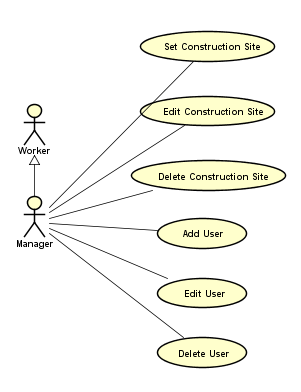 Set Construction Site
Edit Construction Site
Worker
Delete Construction Site
Manager
Add User
Edit User
Delete User